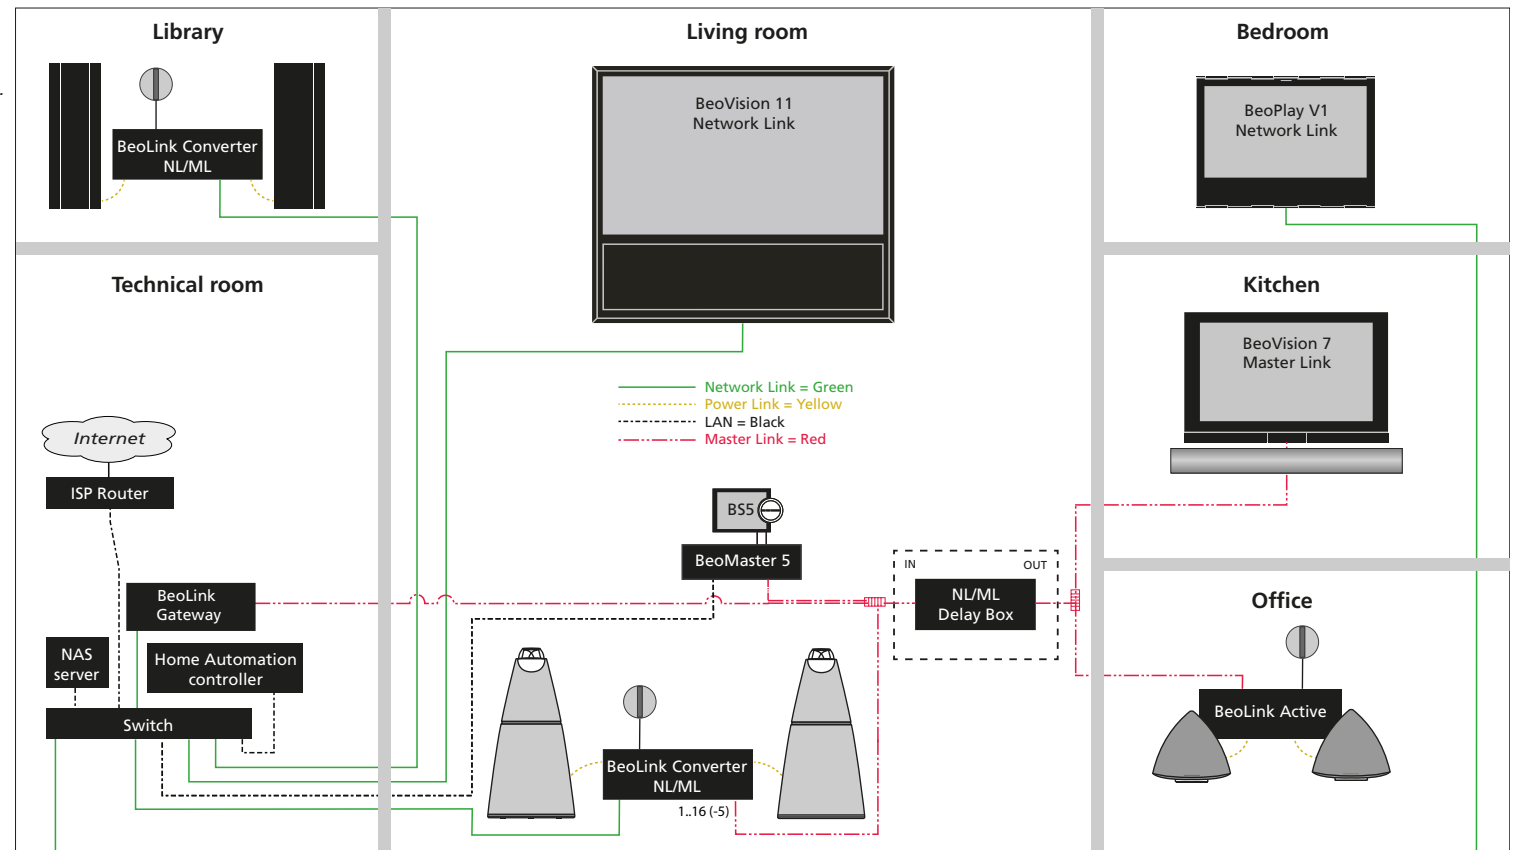 Library
BeoLink Converter
NL/ML
Living room
BeoVision 11
Network Link
Bedroom
BeoPlay V1
Network Link
Technical room
Internet
ISP Router
BeoLink
Gateway
NAS
server
Home Automation
controller
Switch
Network Link = Green
Power Link = Yellow
LAN = Black
Master Link = Red
BS5
BeoMaster 5
IN
OUT
NL/ML
Delay Box
BeoLink Converter
NL/ML
1..16 (-5)
Kitchen
BeoVision 7
Master Link
Office
BeoLink Active